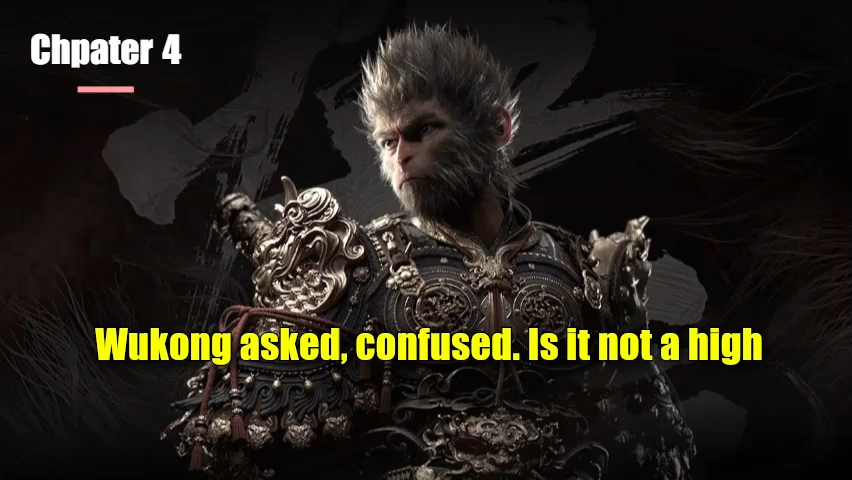 Chpater 4
Wukong asked, confused. Is it not a high